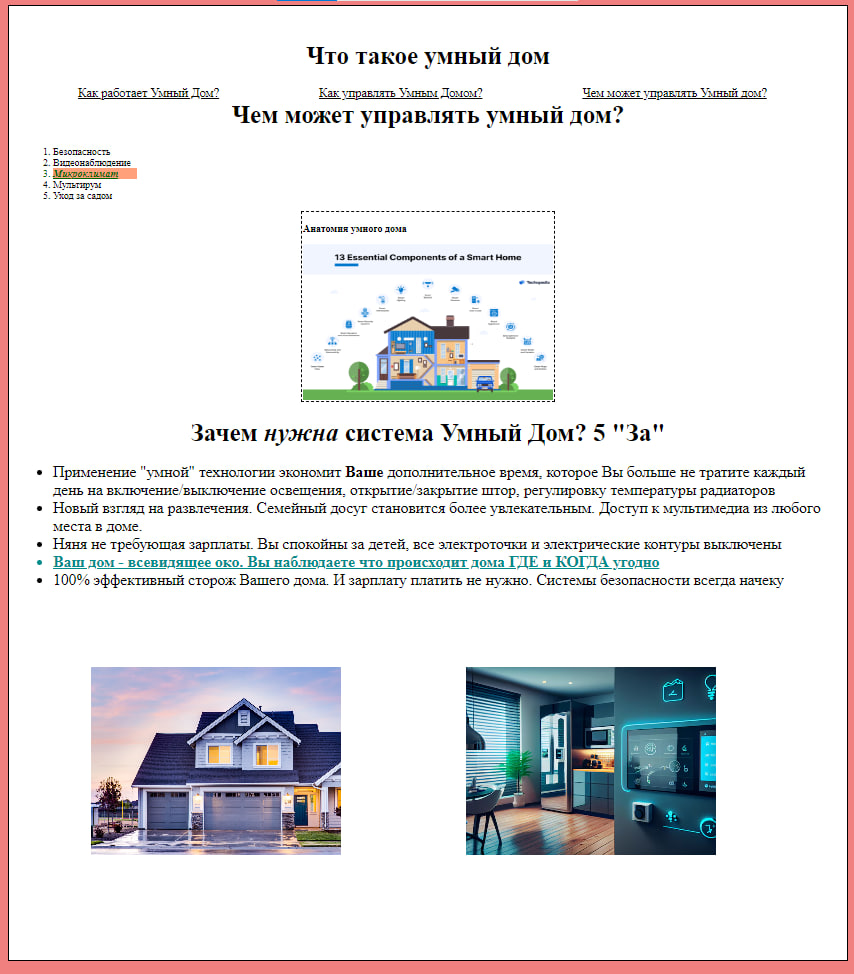 Что такое умный дом
Как работает Умный Дом? Как управлять Умным Домом? Чем может управлять Умный дом?
Чем может управлять умный дом?
1. Безопасность
2. Видеонаблюдение
3. Микроклимат
4. Мультирум
5. Уход за садом
Анатомия умного дома
13 Essential Components of a Smart Home
Techopedia
Зачем нужна система Умный Дом? 5 "За"
• Применение "умной" технологии экономит Ваше дополнительное время, которое Вы больше не тратите каждый
день на включение/выключение освещения, открытие/закрытие штор, регулировку температуры радиаторов
• Новый взгляд на развлечения. Семейный досуг становится более увлекательным. Доступ к мультимедиа из любого
места в доме.
• Няня не требующая зарплаты. Вы спокойны за детей, все электроточки и электрические контуры выключены
• Ваш дом - всевидящее око. Вы наблюдаете что происходит дома ГДЕ и КОГДА угодно
• 100% эффективный сторож Вашего дома. И зарплату платить не нужно. Системы безопасности всегда начеку